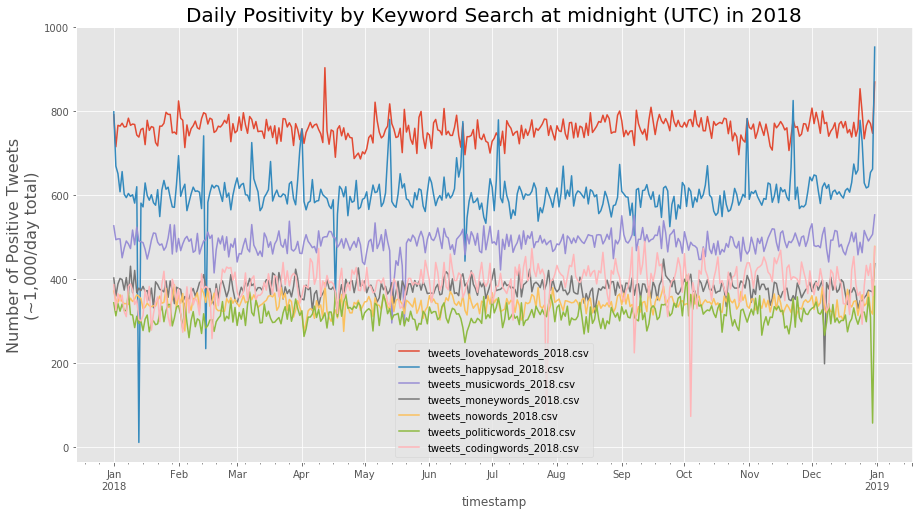 Daily Positivity by Keyword Search at midnight (UTC) in 2018
Number of Positive Tweets
(~1,000/day total)
1000
800
600
400
200
0
tweets_lovehatewords_2018.csv
tweets_happysad_2018.csv
tweets_musicwords_2018.csv
tweets_moneywords_2018.csv
tweets_nowords_2018.csv
tweets_politicwords_2018.csv
tweets_codingwords_2018.csv
Jan Feb Mar Apr May Jun Jul Aug Sep Oct Nov Dec Jan
2018 2019
timestamp